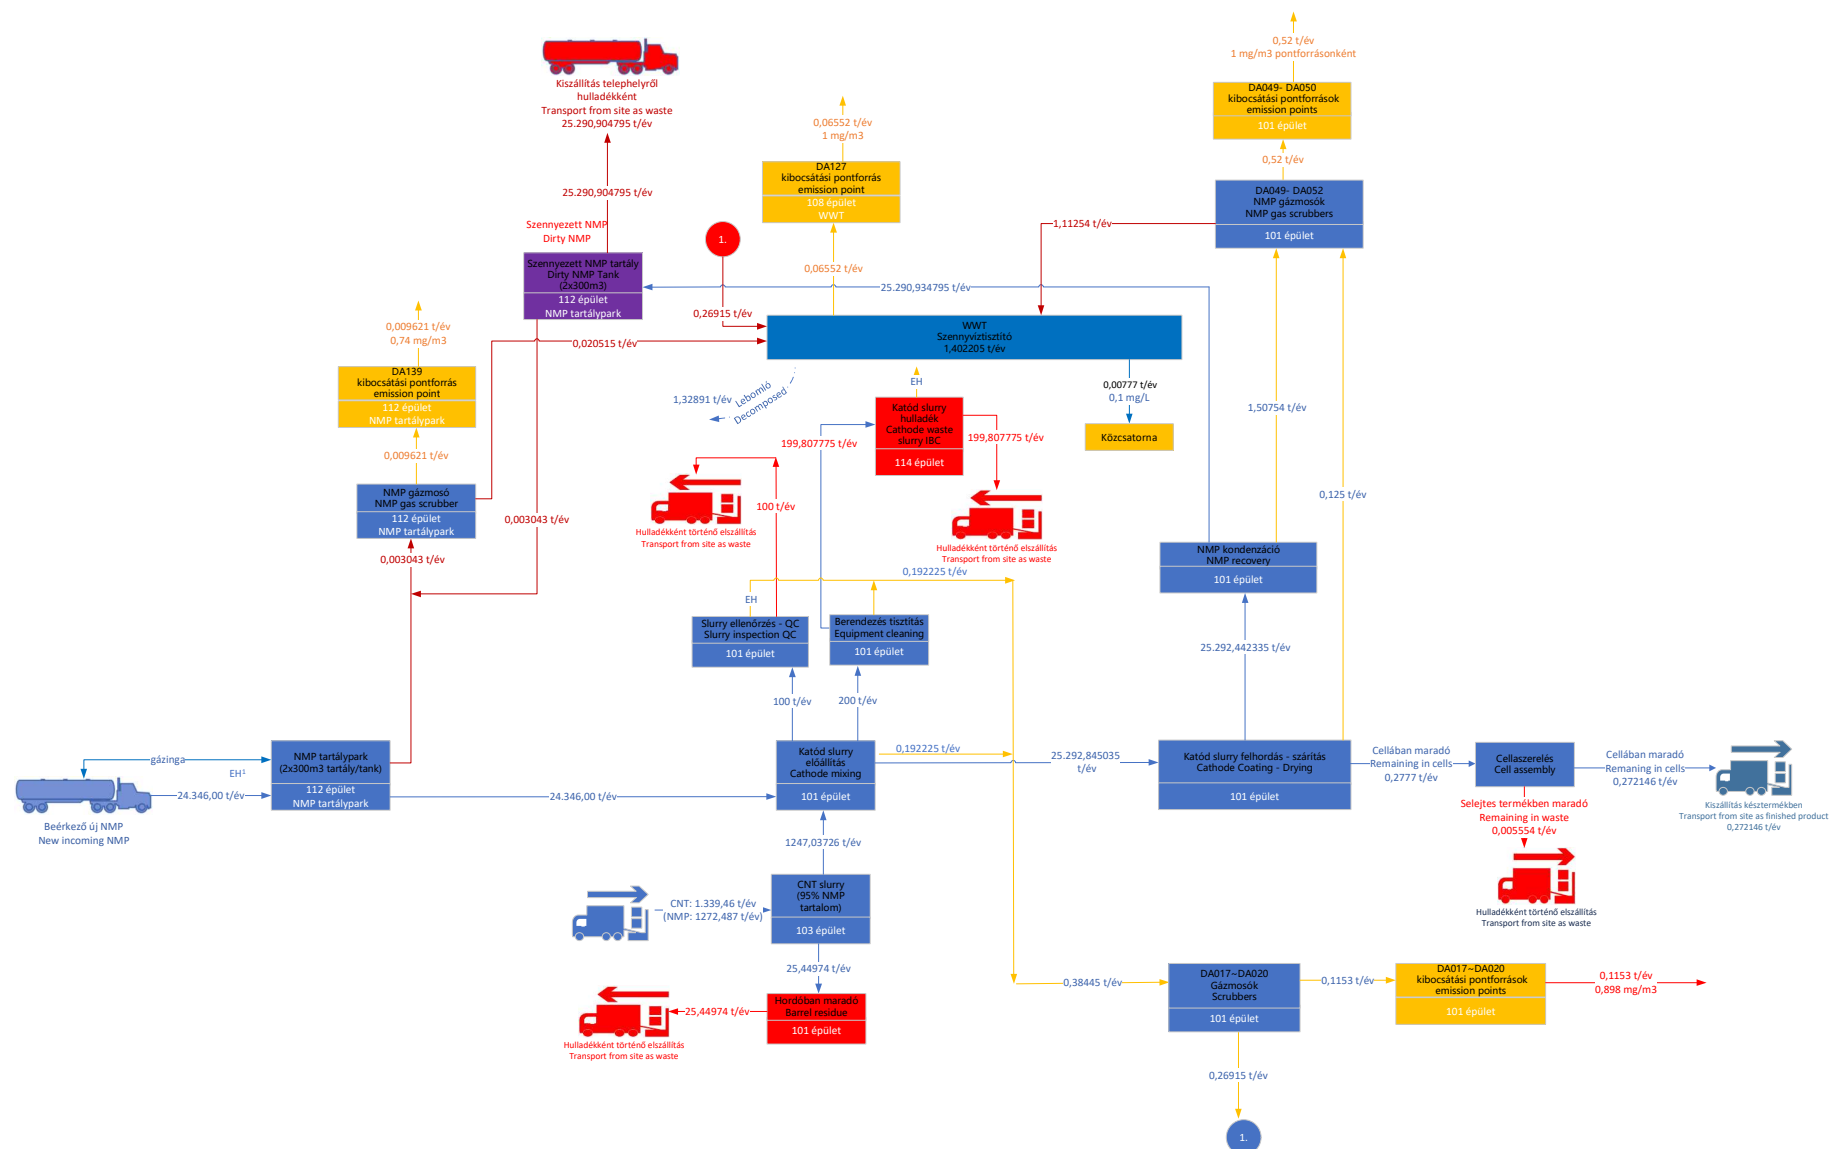 0,52 t/év
1 mg/m3 pontforrásonként
DA049- DA050
kibocsátási pontforrások
emission points
101 épület
0,52 t/év
DA049- DA052
NMP gázmosók
NMP gas scrubbers
101 épület
Kiszállítás telephelyről
hulladékként
Transport from site as waste
25.290,904795 t/év
25.290,904795 t/év
Szennyezett NMP
Dirty NMP
Szennyezett NMP tartály
Dirty NMP Tank
(2x300m3)
112 épület
NMP tartálypark
0,06552 t/év
1 mg/m3
DA127
kibocsátási pontforrás
emission point
108 épület
WWT
0,06552 t/év
1.
0,26915 t/év
1,11254 t/év
25.290,934795 t/év
WWT
Szennyvíztisztító
1,402205 t/év
0,020515 t/év
0,009621 t/év
0,74 mg/m3
DA139
kibocsátási pontforrás
emission point
112 épület
NMP tartálypark
0,009621 t/év
NMP gázmosó
NMP gas scrubber
112 épület
NMP tartálypark
0,003043 t/év
0,003043 t/év
1,32891 t/év
Lebomló
Decomposed
EH
0,00777 t/év
0,1 mg/L
Közcsatorna
Katód slurry
hulladék
Cathode waste
slurry IBC
114 épület
199,807775 t/év
199,807775 t/év
100 t/év
Hulladékként történő elszállítás
Transport from site as waste
Hulladékként történő elszállítás
Transport from site as waste
1,50754 t/év
0,125 t/év
NMP kondenzáció
NMP recovery
101 épület
0,192225 t/év
EH
Slurry ellenőrzés - QC
Slurry inspection QC
101 épület
Berendezés tisztítás
Equipment cleaning
101 épület
25.292,442335 t/év
100 t/év
200 t/év
gázinga
EH¹
24.346,00 t/év
Beérkező új NMP
New incoming NMP
NMP tartálypark
(2x300m3 tartály/tank)
112 épület
NMP tartálypark
24.346,00 t/év
Katód slurry
előállítás
Cathode mixing
101 épület
0,192225 t/év
25.292,845035
t/év
Katód slurry felhordás - szárítás
Cathode Coating - Drying
101 épület
Cellában maradó
Remaining in cells
0,2777 t/év
Cellaszerelés
Cell assembly
Cellában maradó
Remaning in cells
0,272146 t/év
Kiszállítás késztermékben
Transport from site as finished product
0,272146 t/év
Selejtes termékben maradó
Remaining in waste
0,005554 t/év
Hulladékként történő elszállítás
Transport from site as waste
1247,03726 t/év
CNT slurry
(95% NMP
tartalom)
103 épület
CNT: 1.339,46 t/év
(NMP: 1272,487 t/év)
25,44974 t/év
Hordóban maradó
Barrel residue
101 épület
25,44974 t/év
Hulladékként történő elszállítás
Transport from site as waste
0,38445 t/év
DA017~DA020
Gázmosók
Scrubbers
101 épület
0,1153 t/év
DA017~DA020
kibocsátási pontforrások
emission points
101 épület
0,1153 t/év
0,898 mg/m3
0,26915 t/év
1.